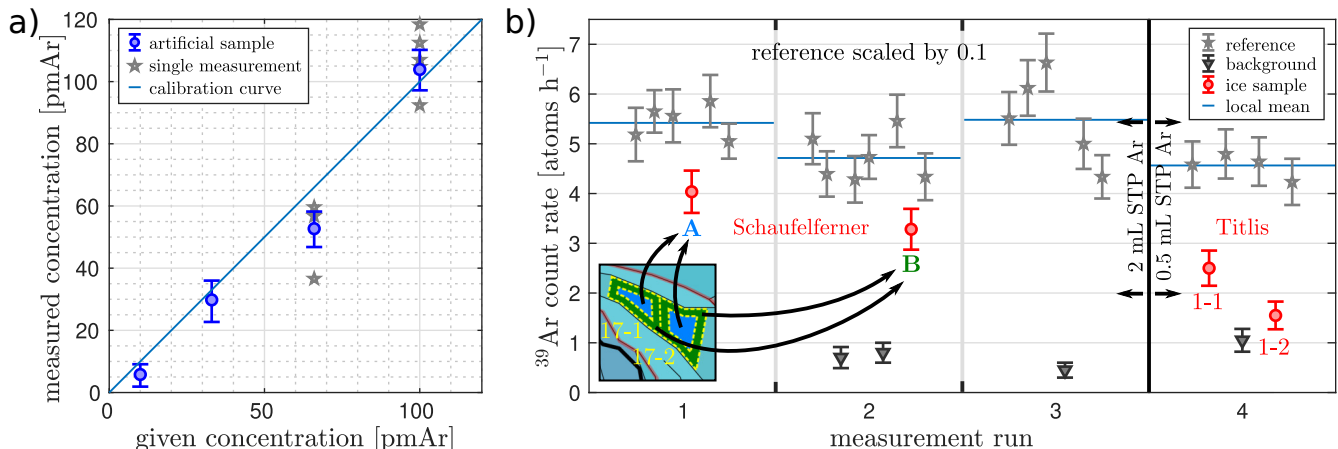 a)
measured concentration [pmAr]
120
100
80
60
40
20
0
0
50
100
given concentration [pmAr]
artificial sample
single measurement
calibration curve
b)
³⁹Ar count rate [atoms h⁻¹]
7
6
5
4
3
2
1
0
1
2
3
4
measurement run
reference scaled by 0.1
reference
background
ice sample
local mean
2 mL STP Ar
0.5 mL STP Ar
A
Schaufelferner
B
Titlis
1-1
1-2
17-1
17-2